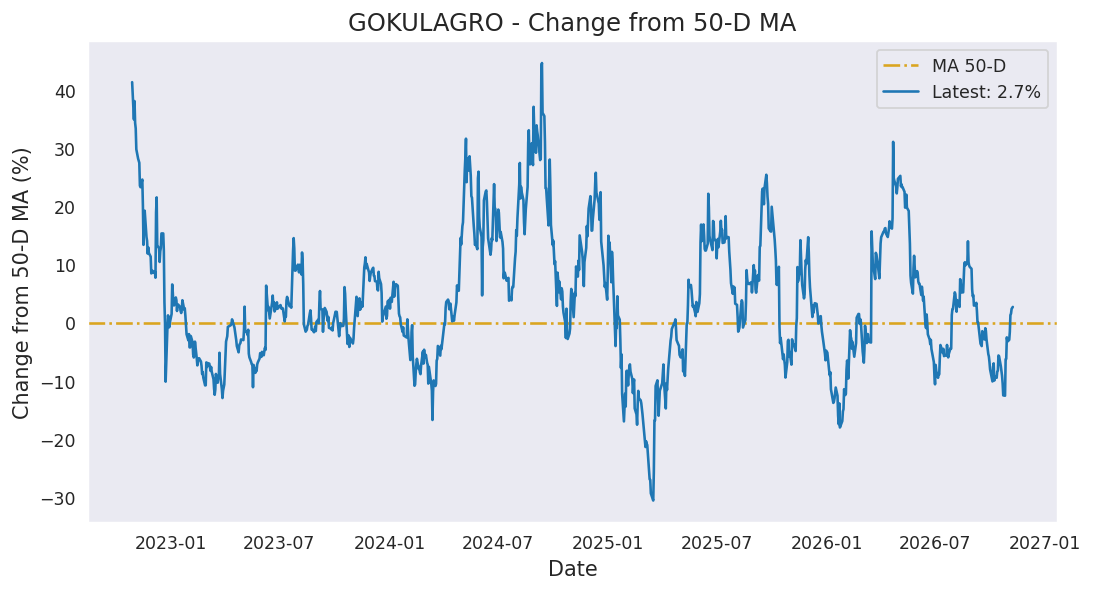 GOKULAGRO - Change from 50-D MA
MA 50-D
Latest: 2.7%
Change from 50-D MA (%)
40
30
20
10
0
−10
−20
−30
2023-01 2023-07 2024-01 2024-07 2025-01 2025-07 2026-01 2026-07 2027-01
Date